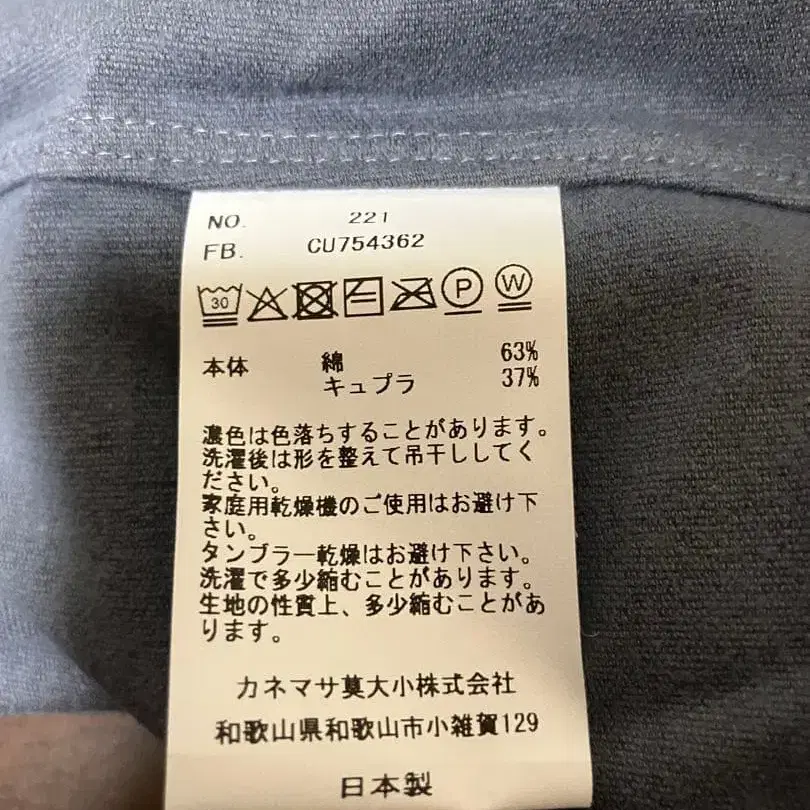 NO. 221
FB. CU754362
30 P W
本体 綿 63%
キュプラ 37%
濃色は色落ちすることがあります。
洗濯後は形を整えて吊干ししてく
ださい。
家庭用乾燥機のご使用はお避け下
さい。
タンブラー乾燥はお避け下さい。
洗濯で多少縮むことがあります。
生地の性質上、多少縮むことがあ
ります。
カネマサ莫大小株式会社
和歌山県和歌山市小雑賀129
日本製